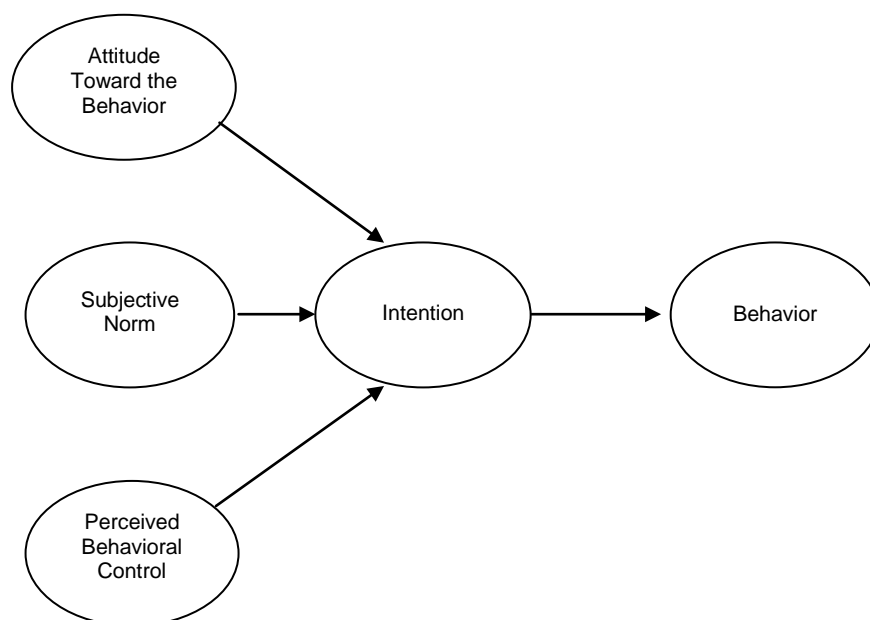 Attitude
Toward the
Behavior
Subjective
Norm
Intention
Behavior
Perceived
Behavioral
Control